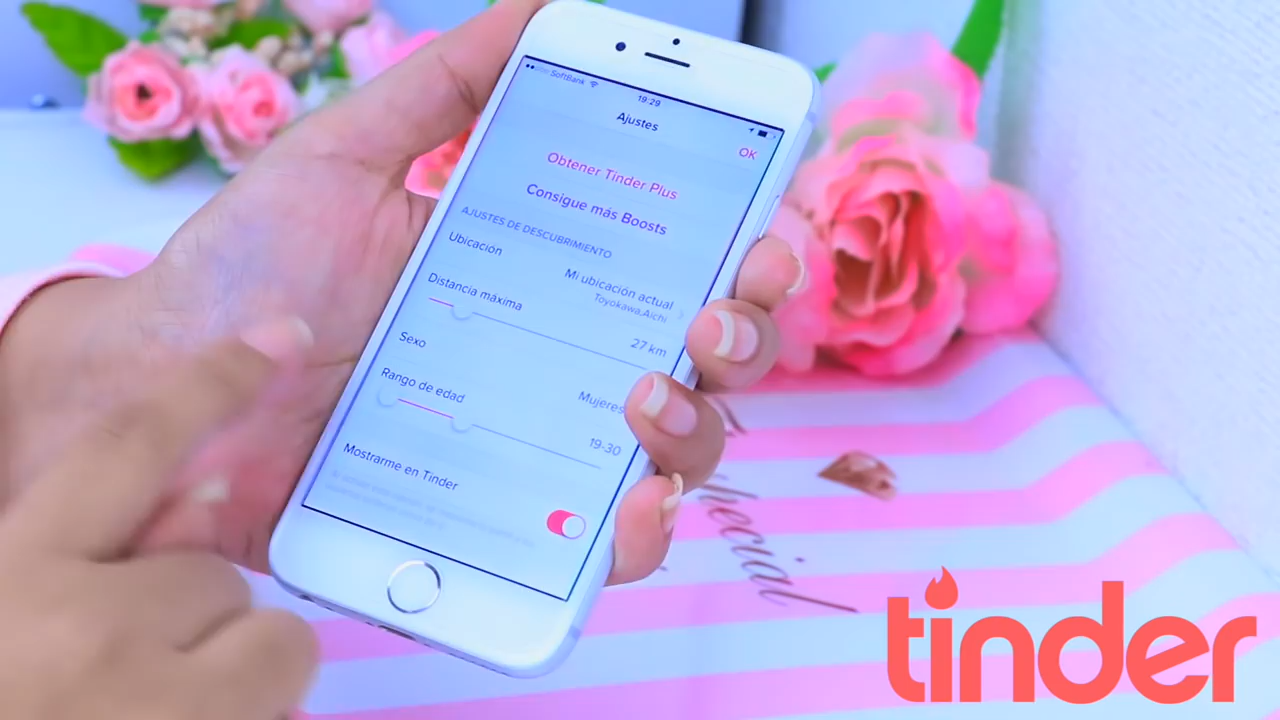 SoftBank
19:29
Ajustes
OK
Obtener Tinder Plus
Consigue más Boosts
AJUSTES DE DESCUBRIMIENTO
Ubicación
Mi ubicación actual
Toyokawa,Aichi
Distancia máxima
27 km
Sexo
Mujeres
Rango de edad
19-30
Mostrarme en Tinder
tinder